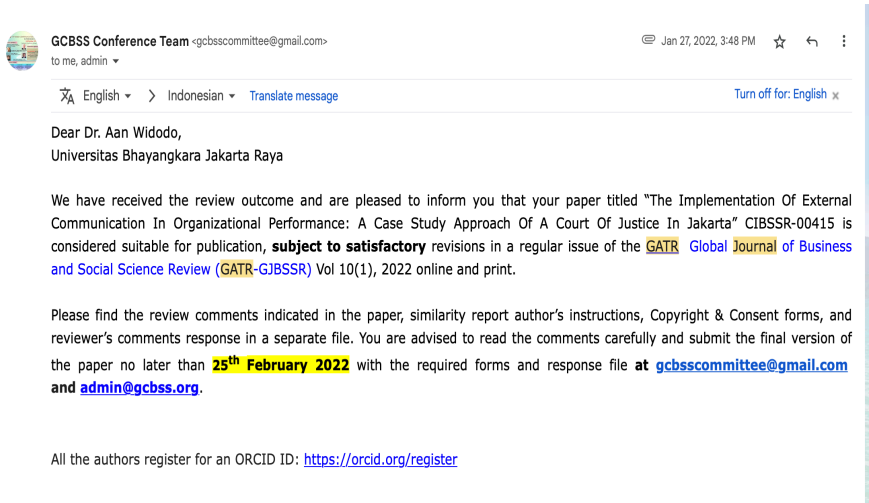 GCBSS Conference Team <gcbsscommittee@gmail.com>
Jan 27, 2022, 3:48 PM
to me, admin
English > Indonesian Translate message
Turn off for: English x
Dear Dr. Aan Widodo,
Universitas Bhayangkara Jakarta Raya
We have received the review outcome and are pleased to inform you that your paper titled “The Implementation Of External
Communication In Organizational Performance: A Case Study Approach Of A Court Of Justice In Jakarta” CIBSSR-00415 is
considered suitable for publication, subject to satisfactory revisions in a regular issue of the GATR Global Journal of Business
and Social Science Review (GATR-GJBSSR) Vol 10(1), 2022 online and print.
Please find the review comments indicated in the paper, similarity report author’s instructions, Copyright & Consent forms, and
reviewer’s comments response in a separate file. You are advised to read the comments carefully and submit the final version of
the paper no later than 25th February 2022 with the required forms and response file at gcbsscommittee@gmail.com
and admin@gcbss.org.
All the authors register for an ORCID ID: https://orcid.org/register